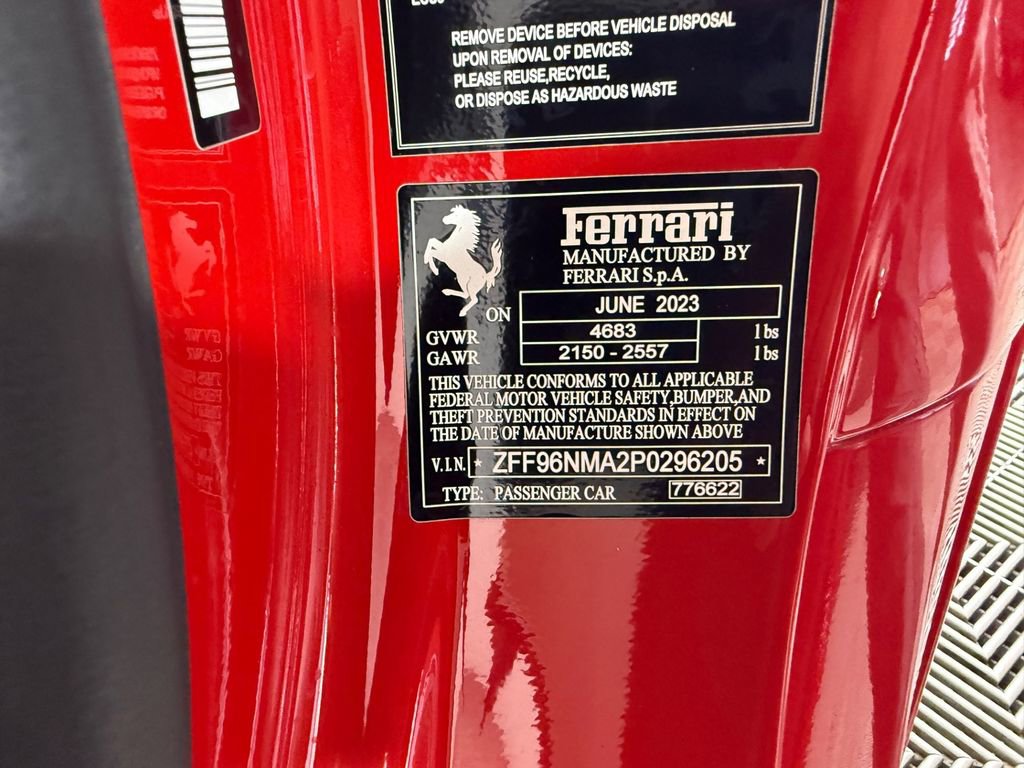 REMOVE DEVICE BEFORE VEHICLE DISPOSAL
UPON REMOVAL OF DEVICES:
PLEASE REUSE,RECYCLE,
OR DISPOSE AS HAZARDOUS WASTE
Ferrari
MANUFACTURED BY
FERRARI S.p.A.
ON JUNE 2023
GVWR 4683 lbs
GAWR 2150 - 2557 lbs
THIS VEHICLE CONFORMS TO ALL APPLICABLE
FEDERAL MOTOR VEHICLE SAFETY,BUMPER,AND
THEFT PREVENTION STANDARDS IN EFFECT ON
THE DATE OF MANUFACTURE SHOWN ABOVE
V.I.N. * ZFF96NMA2P0296205 *
TYPE: PASSENGER CAR 776622